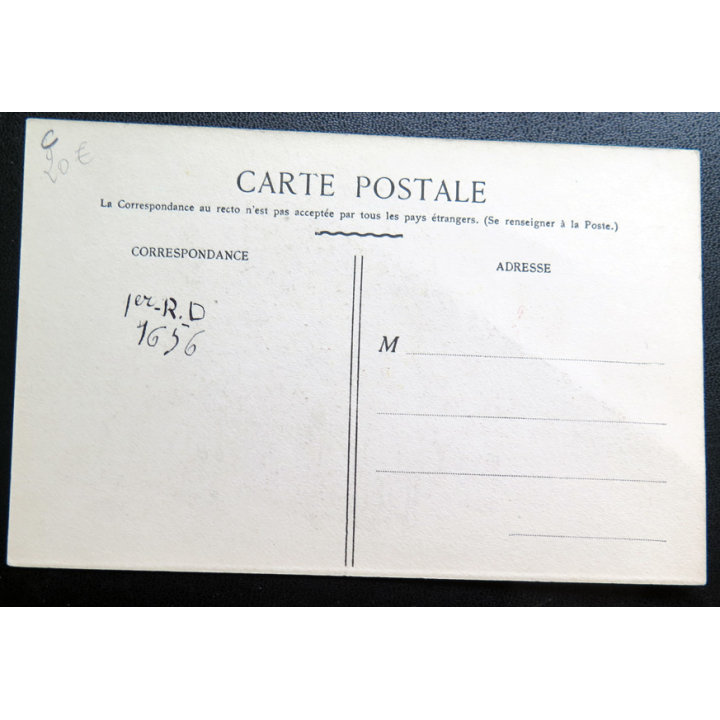 C
20 €
CARTE POSTALE
La Correspondance au recto n'est pas acceptée par tous les pays étrangers. (Se renseigner à la Poste.)
CORRESPONDANCE
1er-R.D
1656
ADRESSE
M